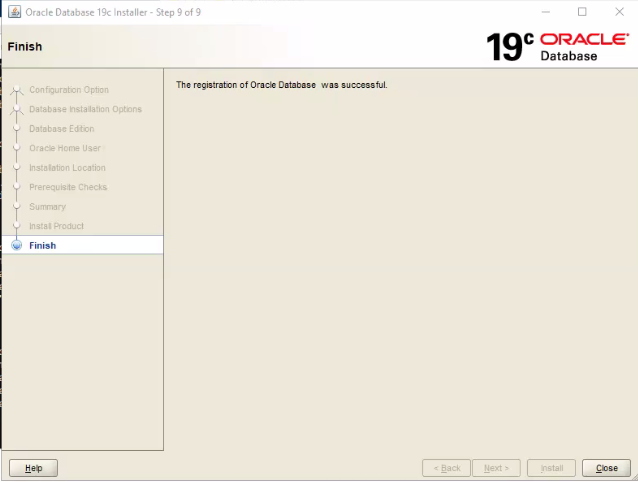 Oracle Database 19c Installer - Step 9 of 9
Finish
19c ORACLE
Database
Configuration Option
Database Installation Options
Database Edition
Oracle Home User
Installation Location
Prerequisite Checks
Summary
Install Product
Finish
The registration of Oracle Database was successful.
Help
< Back
Next >
Install
Close